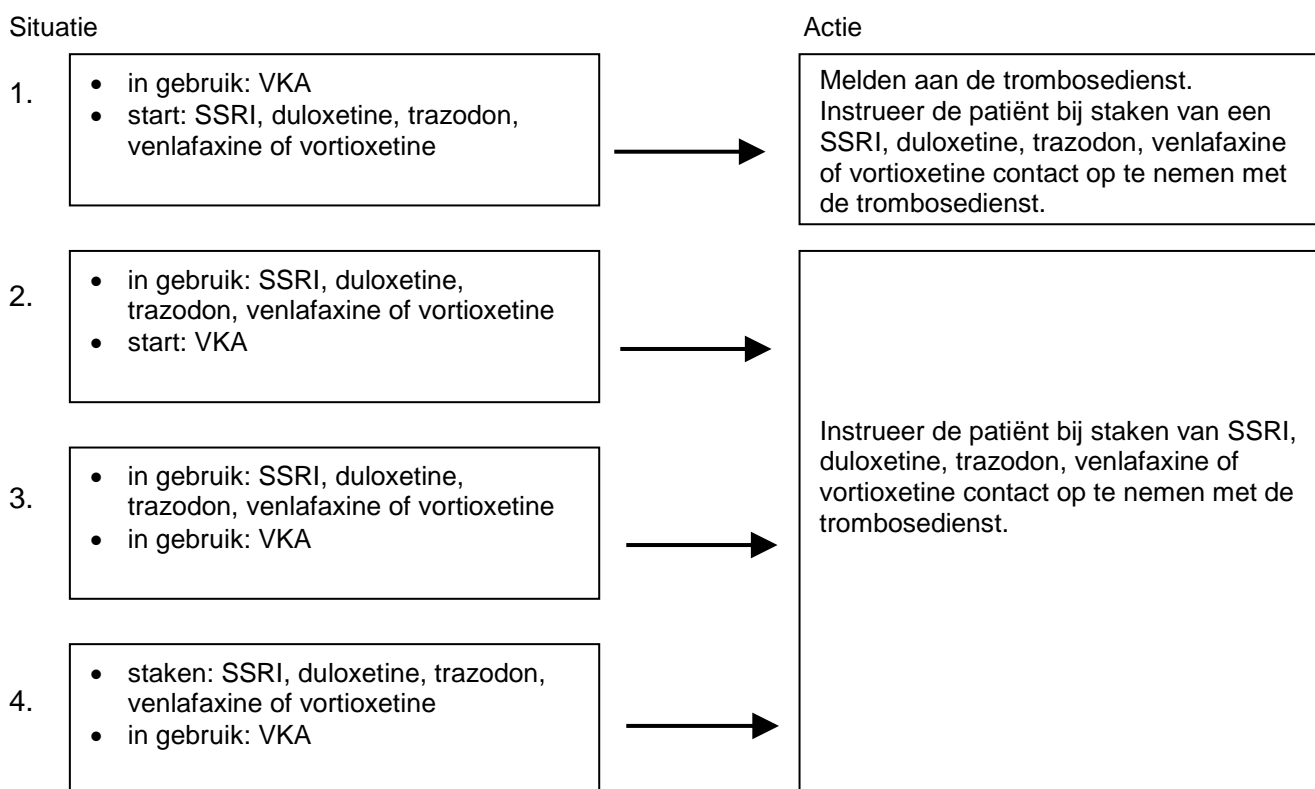 Situatie
Actie
1.
• in gebruik: VKA
• start: SSRI, duloxetine, trazodon,
venlafaxine of vortioxetine
Melden aan de trombosedienst.
Instrueer de patiënt bij staken van een
SSRI, duloxetine, trazodon, venlafaxine
of vortioxetine contact op te nemen met
de trombosedienst.
2.
• in gebruik: SSRI, duloxetine,
trazodon, venlafaxine of vortioxetine
• start: VKA
3.
• in gebruik: SSRI, duloxetine,
trazodon, venlafaxine of vortioxetine
• in gebruik: VKA
4.
• staken: SSRI, duloxetine, trazodon,
venlafaxine of vortioxetine
• in gebruik: VKA
Instrueer de patiënt bij staken van SSRI,
duloxetine, trazodon, venlafaxine of
vortioxetine contact op te nemen met de
trombosedienst.